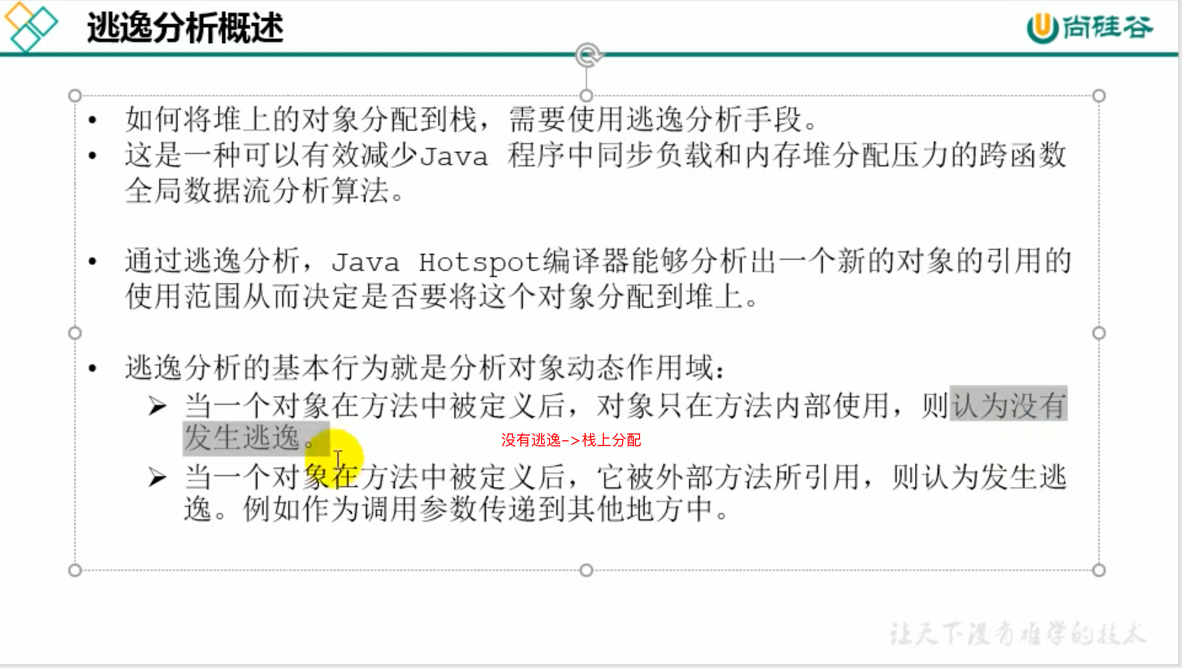 逃逸分析概述
尚硅谷
• 如何将堆上的对象分配到栈，需要使用逃逸分析手段。
• 这是一种可以有效减少Java 程序中同步负载和内存堆分配压力的跨函数
全局数据流分析算法。
• 通过逃逸分析，Java Hotspot编译器能够分析出一个新的对象的引用的
使用范围从而决定是否要将这个对象分配到堆上。
• 逃逸分析的基本行为就是分析对象动态作用域：
➢ 当一个对象在方法中被定义后，对象只在方法内部使用，则认为没有
发生逃逸。
没有逃逸->栈上分配
➢ 当一个对象在方法中被定义后，它被外部方法所引用，则认为发生逃
逸。例如作为调用参数传递到其他地方中。
让天下没有难学的技术